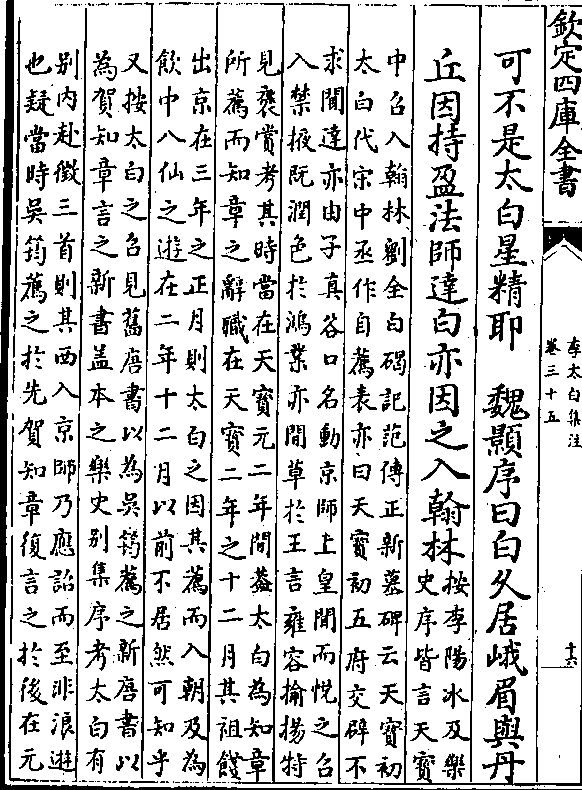 欽定四庫全書
李太白集注
卷三十五
十六
可不是太白星精耶　魏顥序曰白久居峨眉與丹
丘因持盈法師達白亦因之入翰林
按李陽冰及樂
史序皆言天寶
中召入翰林劉全白碣記范傳正新墓碑云天寶初
太白代宋中丞作自薦表亦曰天寶初五府交辟不
求聞達亦由子真谷口名動京師上皇聞而悅之召
入禁掖既潤色於鴻業亦間草於王言雍容揄揚特
見褒賞考其時當在天寶元二年間葢太白為知章
所薦而知章之辭職在天寶二年之十二月其祖餞
出京在三年之正月則太白之因其薦而入朝及為
飲中八仙之遊在二年十二月以前不居然可知乎
又按太白之召見舊唐書以為吳筠薦之新唐書以
為賀知章言之新書盖本之樂史別集序考太白有
別内赴徵三首則其西入京師乃應詔而至非浪遊
也疑當時吳筠薦之於先賀知章復言之於後在元